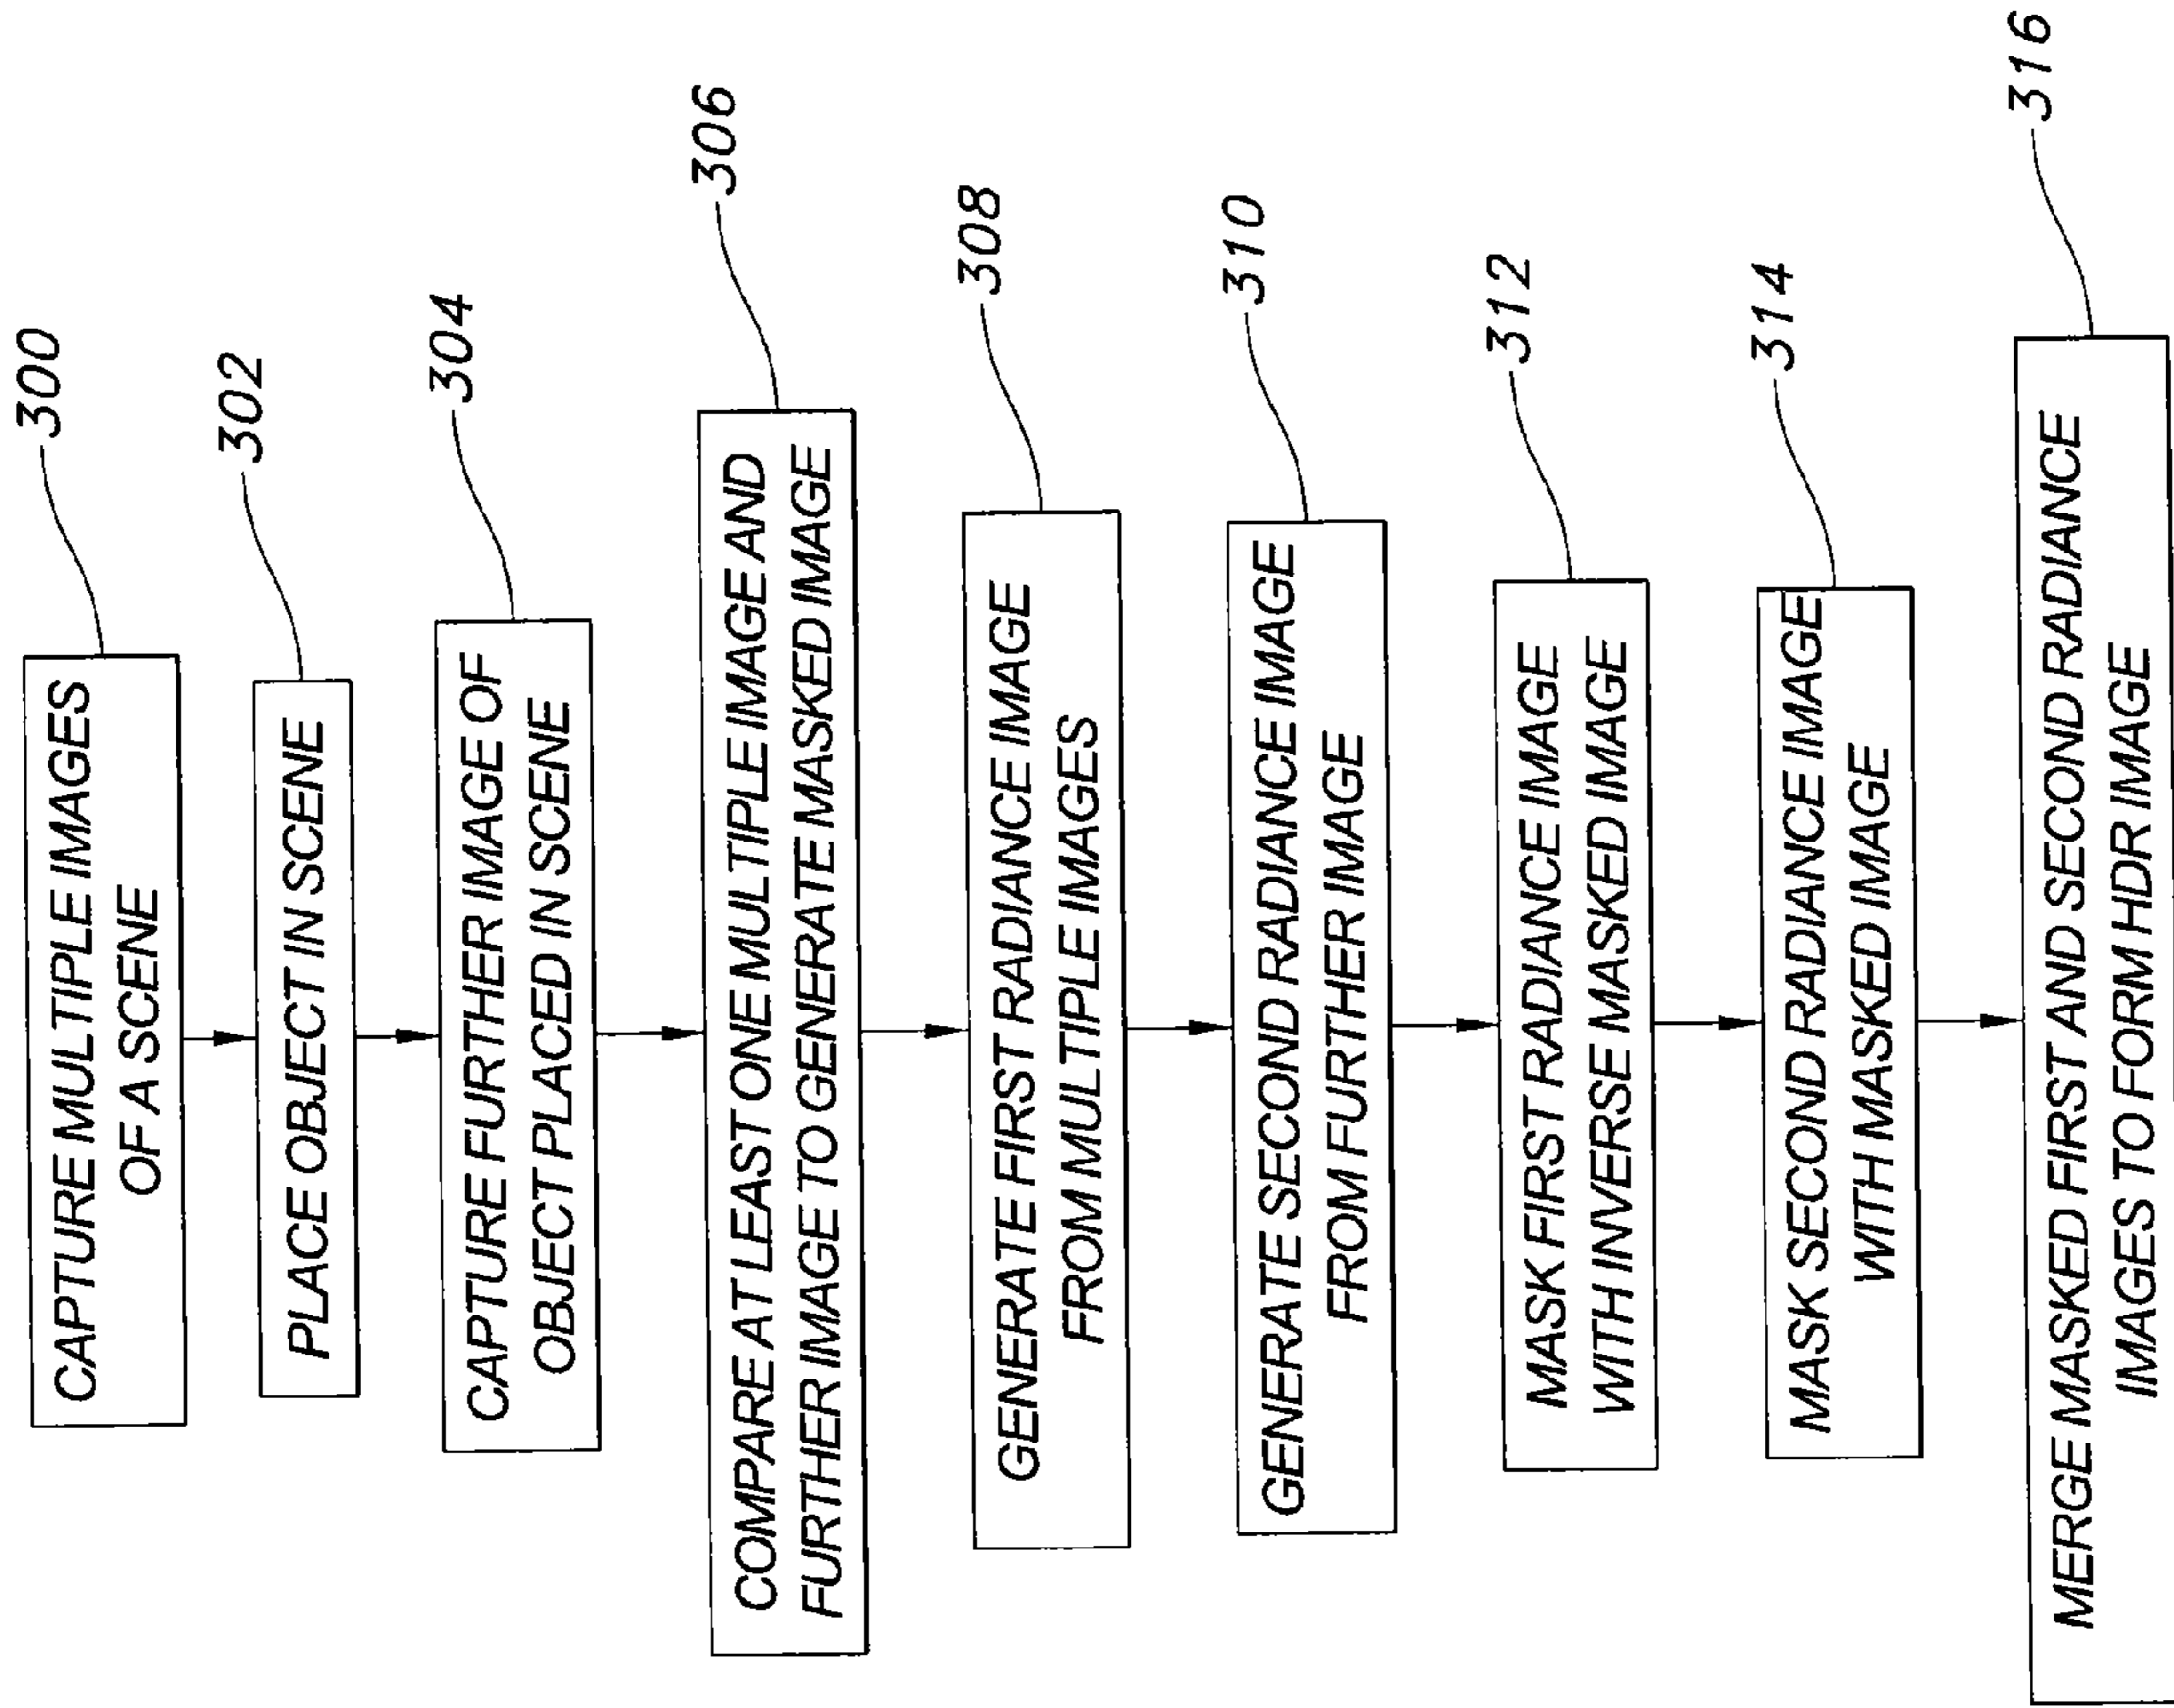 300
CAPTURE MULTIPLE IMAGES
OF A SCENE
302
PLACE OBJECT IN SCENE
304
CAPTURE FURTHER IMAGE OF
OBJECT PLACED IN SCENE
306
COMPARE AT LEAST ONE MULTIPLE IMAGE AND
FURTHER IMAGE TO GENERATE MASKED IMAGE
308
GENERATE FIRST RADIANCE IMAGE
FROM MULTIPLE IMAGES
310
GENERATE SECOND RADIANCE IMAGE
FROM FURTHER IMAGE
312
MASK FIRST RADIANCE IMAGE
WITH INVERSE MASKED IMAGE
314
MASK SECOND RADIANCE IMAGE
WITH MASKED IMAGE
316
MERGE MASKED FIRST AND SECOND RADIANCE
IMAGES TO FORM HDR IMAGE